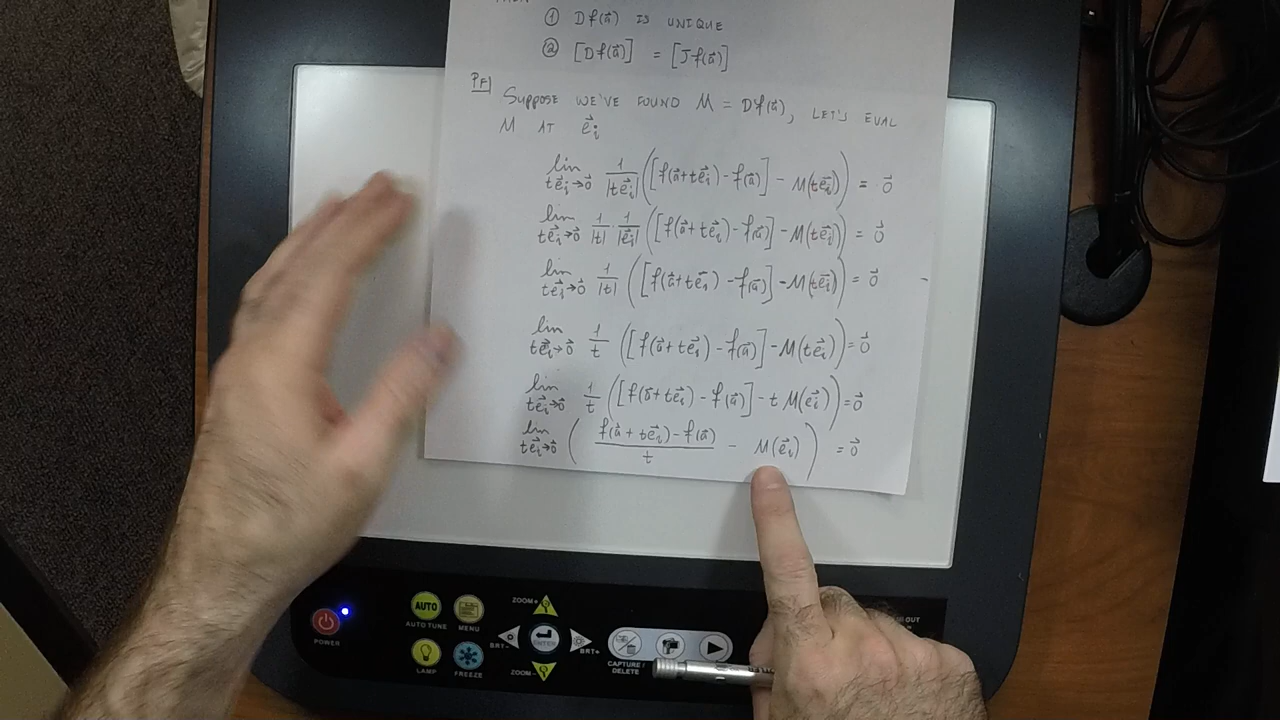 ① Df(a⃗) IS UNIQUE
② [Df(a⃗)] = [Jf(a⃗)]
PF] SUPPOSE WE'VE FOUND M = Df(a⃗), LET'S EVAL
M AT e⃗ᵢ
lim te⃗ᵢ→0⃗ 1/|te⃗ᵢ| ([f(a⃗+te⃗ᵢ) - f(a⃗)] - M(te⃗ᵢ)) = 0⃗
lim te⃗ᵢ→0⃗ 1/|t| · 1/|e⃗ᵢ| ([f(a⃗+te⃗ᵢ) - f(a⃗)] - M(te⃗ᵢ)) = 0⃗
lim te⃗ᵢ→0⃗ 1/|t| ([f(a⃗+te⃗ᵢ) - f(a⃗)] - M(te⃗ᵢ)) = 0⃗
lim te⃗ᵢ→0⃗ 1/t ([f(a⃗+te⃗ᵢ) - f(a⃗)] - M(te⃗ᵢ)) = 0⃗
lim te⃗ᵢ→0⃗ 1/t ([f(a⃗+te⃗ᵢ) - f(a⃗)] - t M(e⃗ᵢ)) = 0⃗
lim te⃗ᵢ→0⃗ ( (f(a⃗+te⃗ᵢ) - f(a⃗))/t - M(e⃗ᵢ) ) = 0⃗
POWER
AUTO
AUTO TUNE
MENU
LAMP
FREEZE
ZOOM+
BRT-
ENTER
BRT+
ZOOM-
CAPTURE /
DELETE
OUT